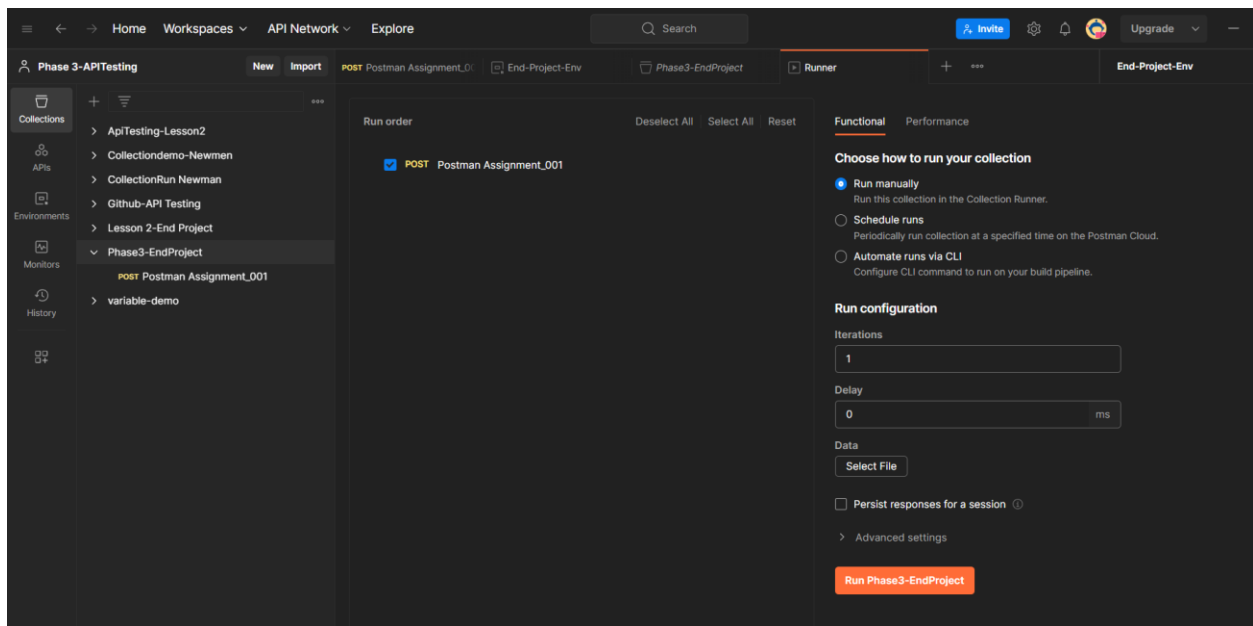 Home Workspaces API Network Explore Search Invite Upgrade
Phase 3-APITesting New Import POST Postman Assignment_00 End-Project-Env Phase3-EndProject Runner End-Project-Env
Collections
APIs
Environments
Monitors
History
ApiTesting-Lesson2
Collectiondemo-Newmen
CollectionRun Newman
Github-API Testing
Lesson 2-End Project
Phase3-EndProject
POST Postman Assignment_001
variable-demo
Run order Deselect All Select All Reset
POST Postman Assignment_001
Functional Performance
Choose how to run your collection
Run manually
Run this collection in the Collection Runner.
Schedule runs
Periodically run collection at a specified time on the Postman Cloud.
Automate runs via CLI
Configure CLI command to run on your build pipeline.
Run configuration
Iterations
1
Delay
0 ms
Data
Select File
Persist responses for a session
Advanced settings
Run Phase3-EndProject